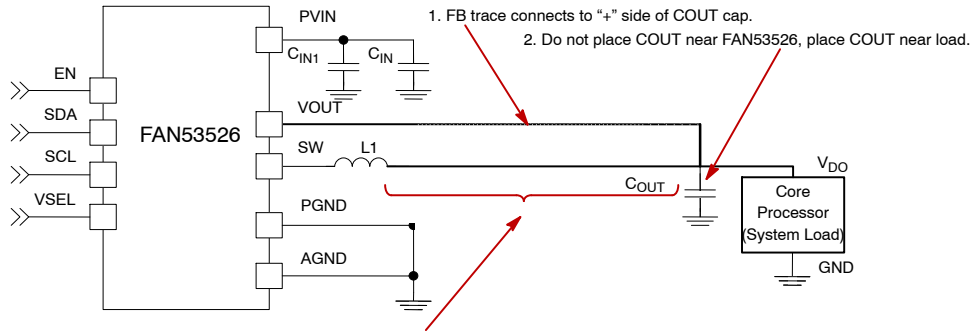 PVIN
1. FB trace connects to “+” side of COUT cap.
2. Do not place COUT near FAN53526, place COUT near load.
CIN1
CIN
EN
VOUT
SDA
FAN53526
SW
L1
SCL
VDO
COUT
VSEL
Core
Processor
(System Load)
PGND
AGND
GND